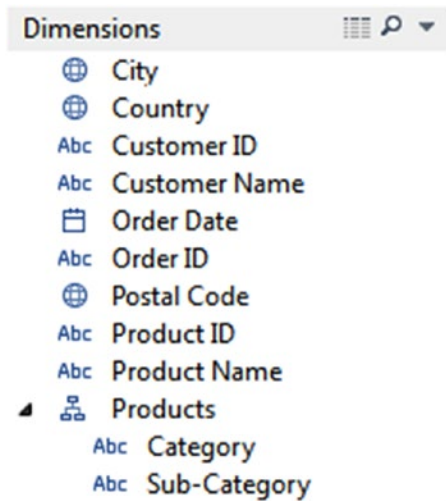 Dimensions
City
Country
Abc Customer ID
Abc Customer Name
Order Date
Abc Order ID
Postal Code
Abc Product ID
Abc Product Name
Products
Abc Category
Abc Sub-Category